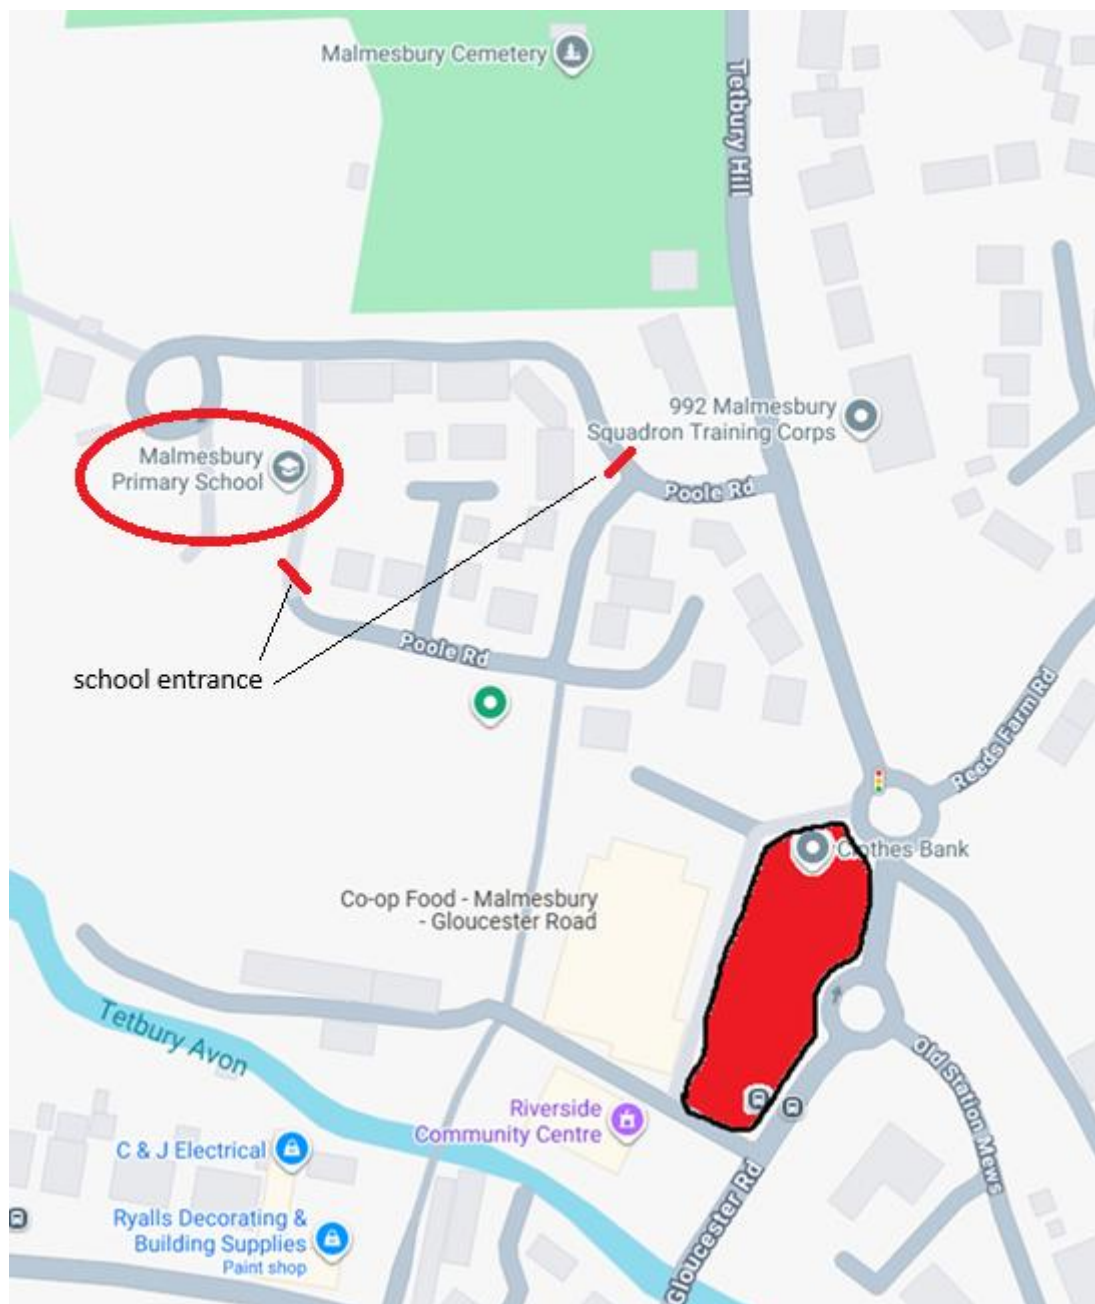 Malmesbury Cemetery
Tetbury Hill
992 Malmesbury
Squadron Training Corps
Malmesbury
Primary School
Poole Rd
Poole Rd
school entrance
Reeds Farm Rd
Clothes Bank
Co-op Food - Malmesbury
- Gloucester Road
Tetbury Avon
Old Station Mews
Riverside
Community Centre
C & J Electrical
Gloucester Rd
Ryalls Decorating &
Building Supplies
Paint shop